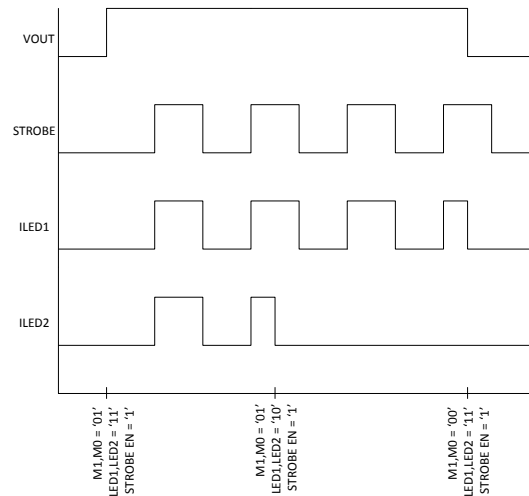 VOUT
STROBE
ILED1
ILED2
M1,M0 = ‘01’
LED1,LED2 = ‘11’
STROBE EN = ‘1’
M1,M0 = ‘01’
LED1,LED2 = ‘10’
STROBE EN = ‘1’
M1,M0 = ‘00’
LED1,LED2 = ‘11’
STROBE EN = ‘1’